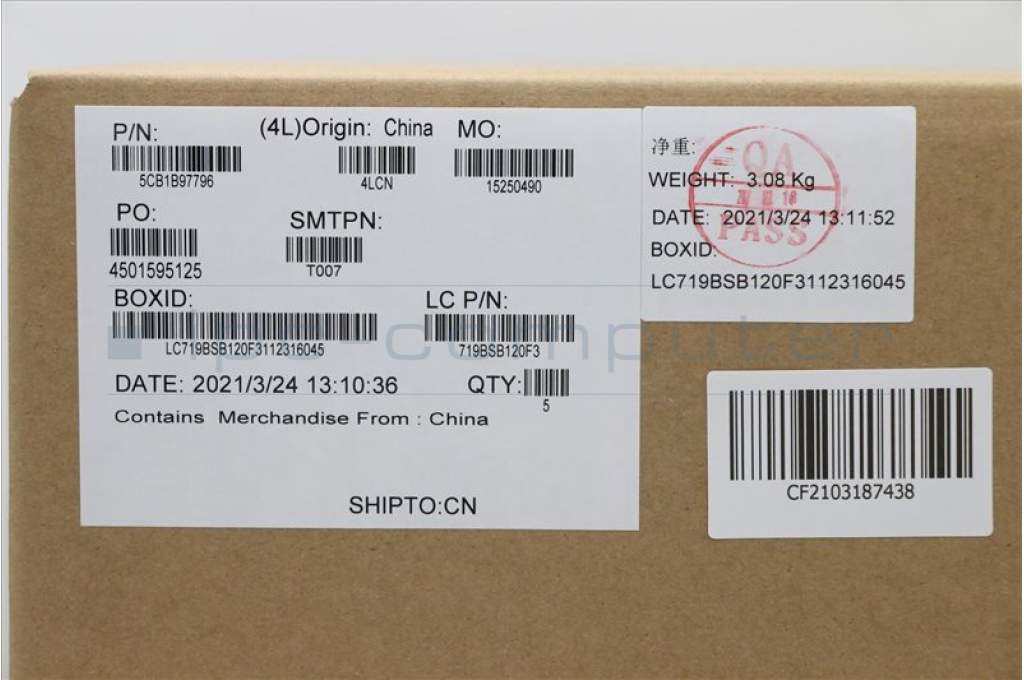 P/N: (4L)Origin: China MO:
5CB1B97796 4LCN 15250490
PO: SMTPN:
4501595125 T007
BOXID: LC P/N:
LC719BSB120F3112316045 719BSB120F3
DATE: 2021/3/24 13:10:36 QTY:
5
Contains Merchandise From : China
SHIPTO:CN
净重:
WEIGHT: 3.08 Kg
DATE: 2021/3/24 13:11:52
BOXID:
LC719BSB120F3112316045
QA
PASS
CF2103187438
ipc-computer